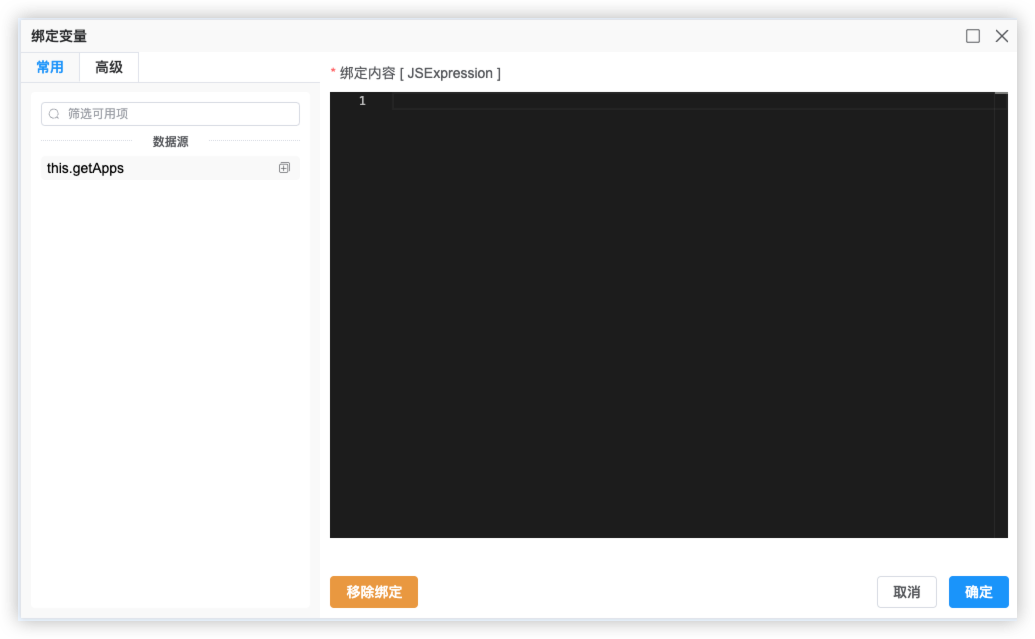 绑定变量
常用 高级
* 绑定内容 [ JSExpression ]
筛选可用项
数据源
this.getApps
1
移除绑定
取消 确定